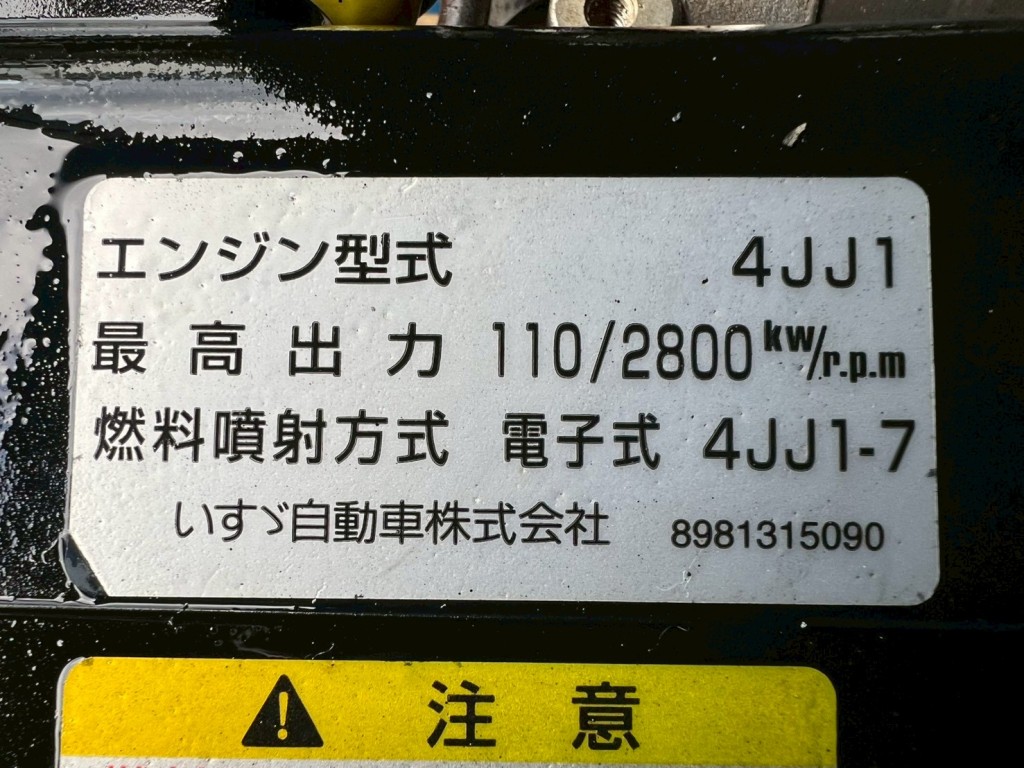 エンジン型式 4JJ1
最高出力 110/2800 kw/r.p.m
燃料噴射方式 電子式 4JJ1-7
いすゞ自動車株式会社 8981315090
注意